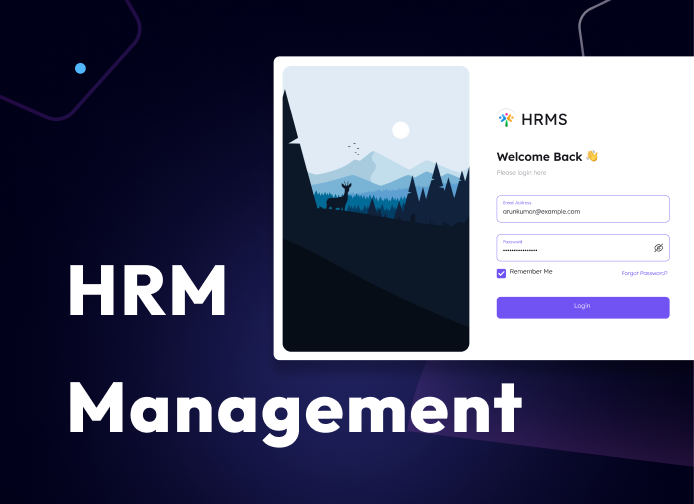 HRMS
Welcome Back 👋
Please login here
Email Address
arunkumar@example.com
Password
••••••••••••••••
Remember Me
Forgot Password?
Login
HRM
Management